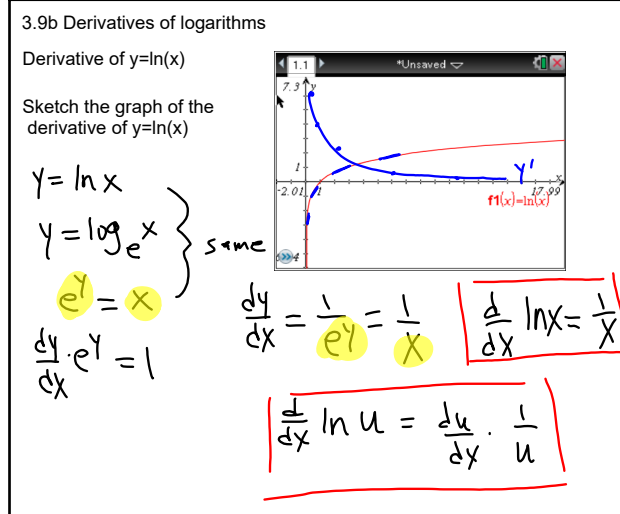 3.9b Derivatives of logarithms
Derivative of y=ln(x)
Sketch the graph of the
derivative of y=ln(x)
1.1
*Unsaved
7.3
y
1
-2.01
1
x
17.99
y'
f1(x)=ln(x)
y = ln x
y = log_e x
same
e^y = x
dy/dx · e^y = 1
dy/dx = 1/e^y = 1/x
d/dx lnx = 1/x
d/dx ln u = du/dx · 1/u